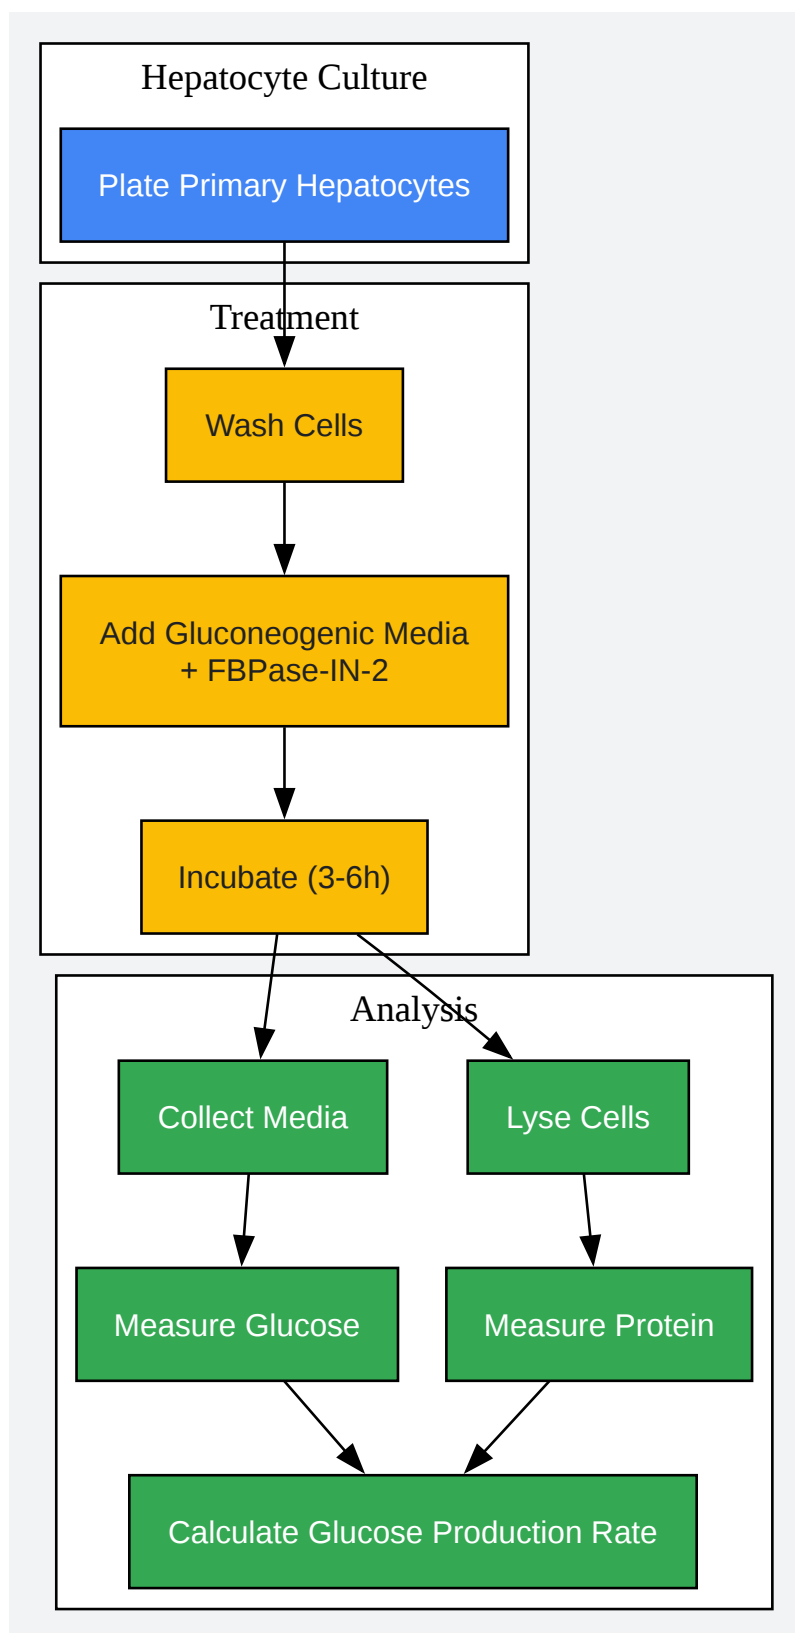 Hepatocyte Culture
Plate Primary Hepatocytes
Treatment
Wash Cells
Add Gluconeogenic Media
+ FBPase-IN-2
Incubate (3-6h)
Analysis
Collect Media
Lyse Cells
Measure Glucose
Measure Protein
Calculate Glucose Production Rate